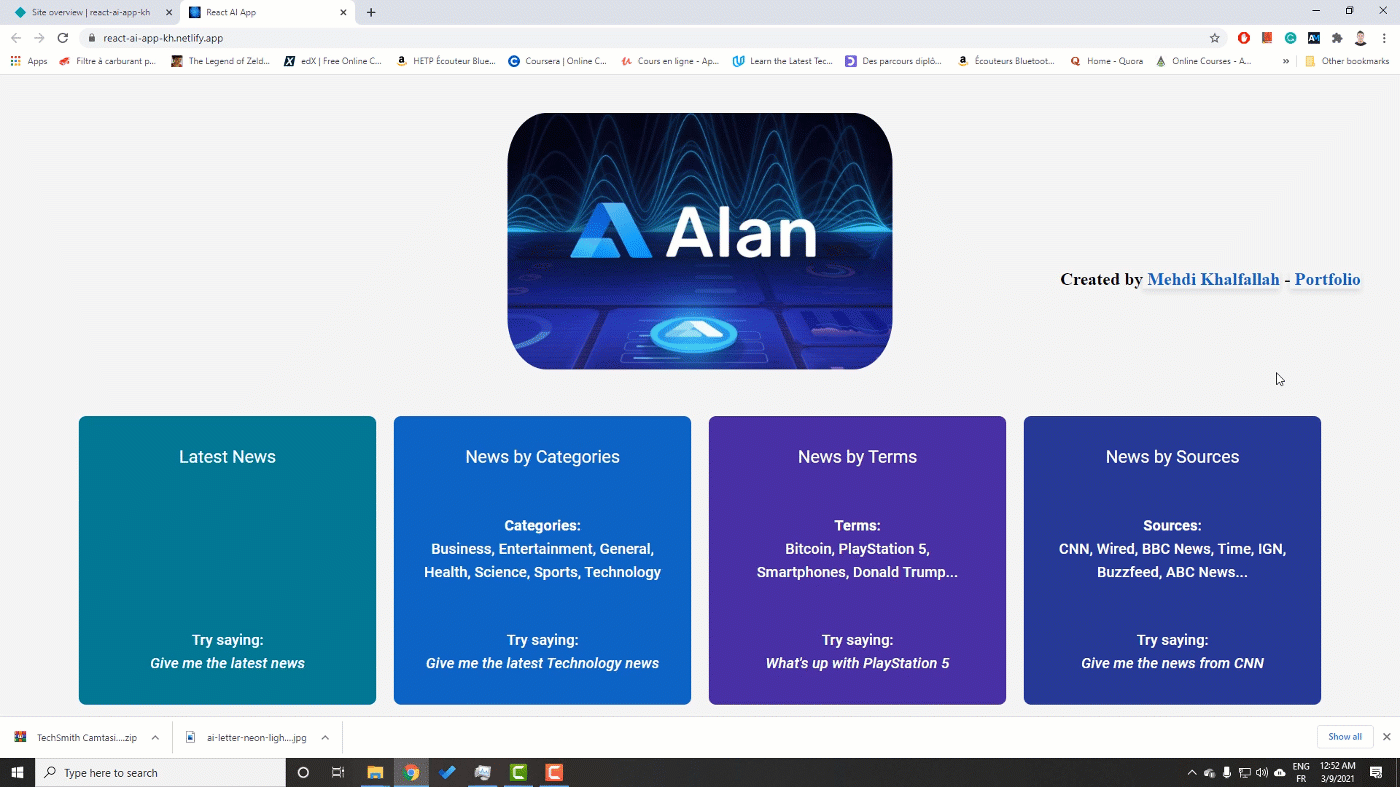 Site overview | react-ai-app-kh
React AI App
react-ai-app-kh.netlify.app
Apps
Filtre à carburant p...
The Legend of Zeld...
edX | Free Online C...
HETP Écouteur Blue...
Coursera | Online C...
Cours en ligne - Ap...
Learn the Latest Tec...
Des parcours diplô...
Écouteurs Bluetoot...
Home - Quora
Online Courses - A...
»
Other bookmarks
Alan
Created by Mehdi Khalfallah - Portfolio
Latest News
Try saying:
Give me the latest news
News by Categories
Categories:
Business, Entertainment, General,
Health, Science, Sports, Technology
Try saying:
Give me the latest Technology news
News by Terms
Terms:
Bitcoin, PlayStation 5,
Smartphones, Donald Trump...
Try saying:
What's up with PlayStation 5
News by Sources
Sources:
CNN, Wired, BBC News, Time, IGN,
Buzzfeed, ABC News...
Try saying:
Give me the news from CNN
TechSmith Camtasi....zip
ai-letter-neon-ligh....jpg
Show all
Type here to search
ENG
FR
12:52 AM
3/9/2021